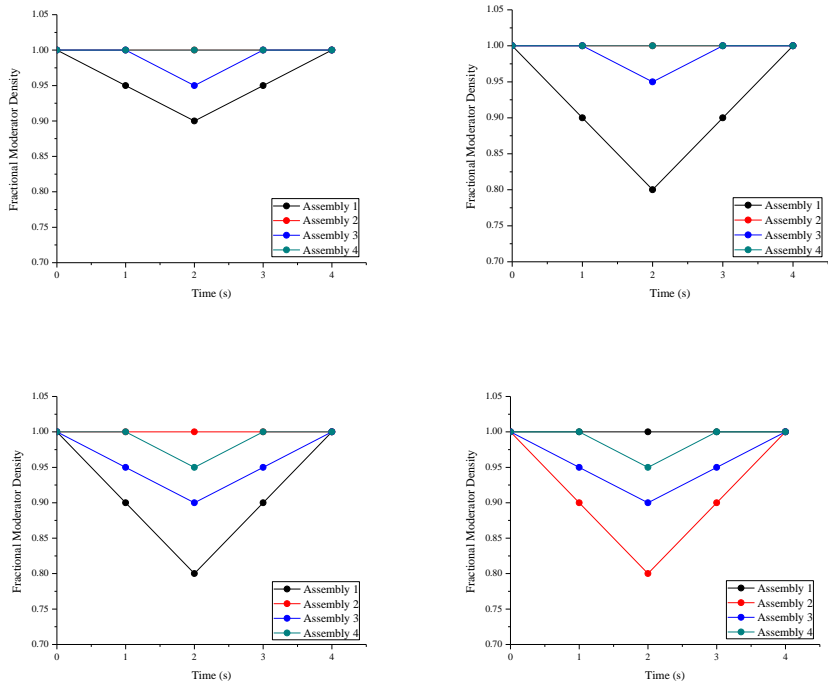 Fractional Moderator Density
1.05
1.00
0.95
0.90
0.85
0.80
0.75
0.70
Assembly 1
Assembly 2
Assembly 3
Assembly 4
0 1 2 3 4
Time (s)
Fractional Moderator Density
1.05
1.00
0.95
0.90
0.85
0.80
0.75
0.70
Assembly 1
Assembly 2
Assembly 3
Assembly 4
0 1 2 3 4
Time (s)
Fractional Moderator Density
1.05
1.00
0.95
0.90
0.85
0.80
0.75
0.70
Assembly 1
Assembly 2
Assembly 3
Assembly 4
0 1 2 3 4
Time (s)
Fractional Moderator Density
1.05
1.00
0.95
0.90
0.85
0.80
0.75
0.70
Assembly 1
Assembly 2
Assembly 3
Assembly 4
0 1 2 3 4
Time (s)